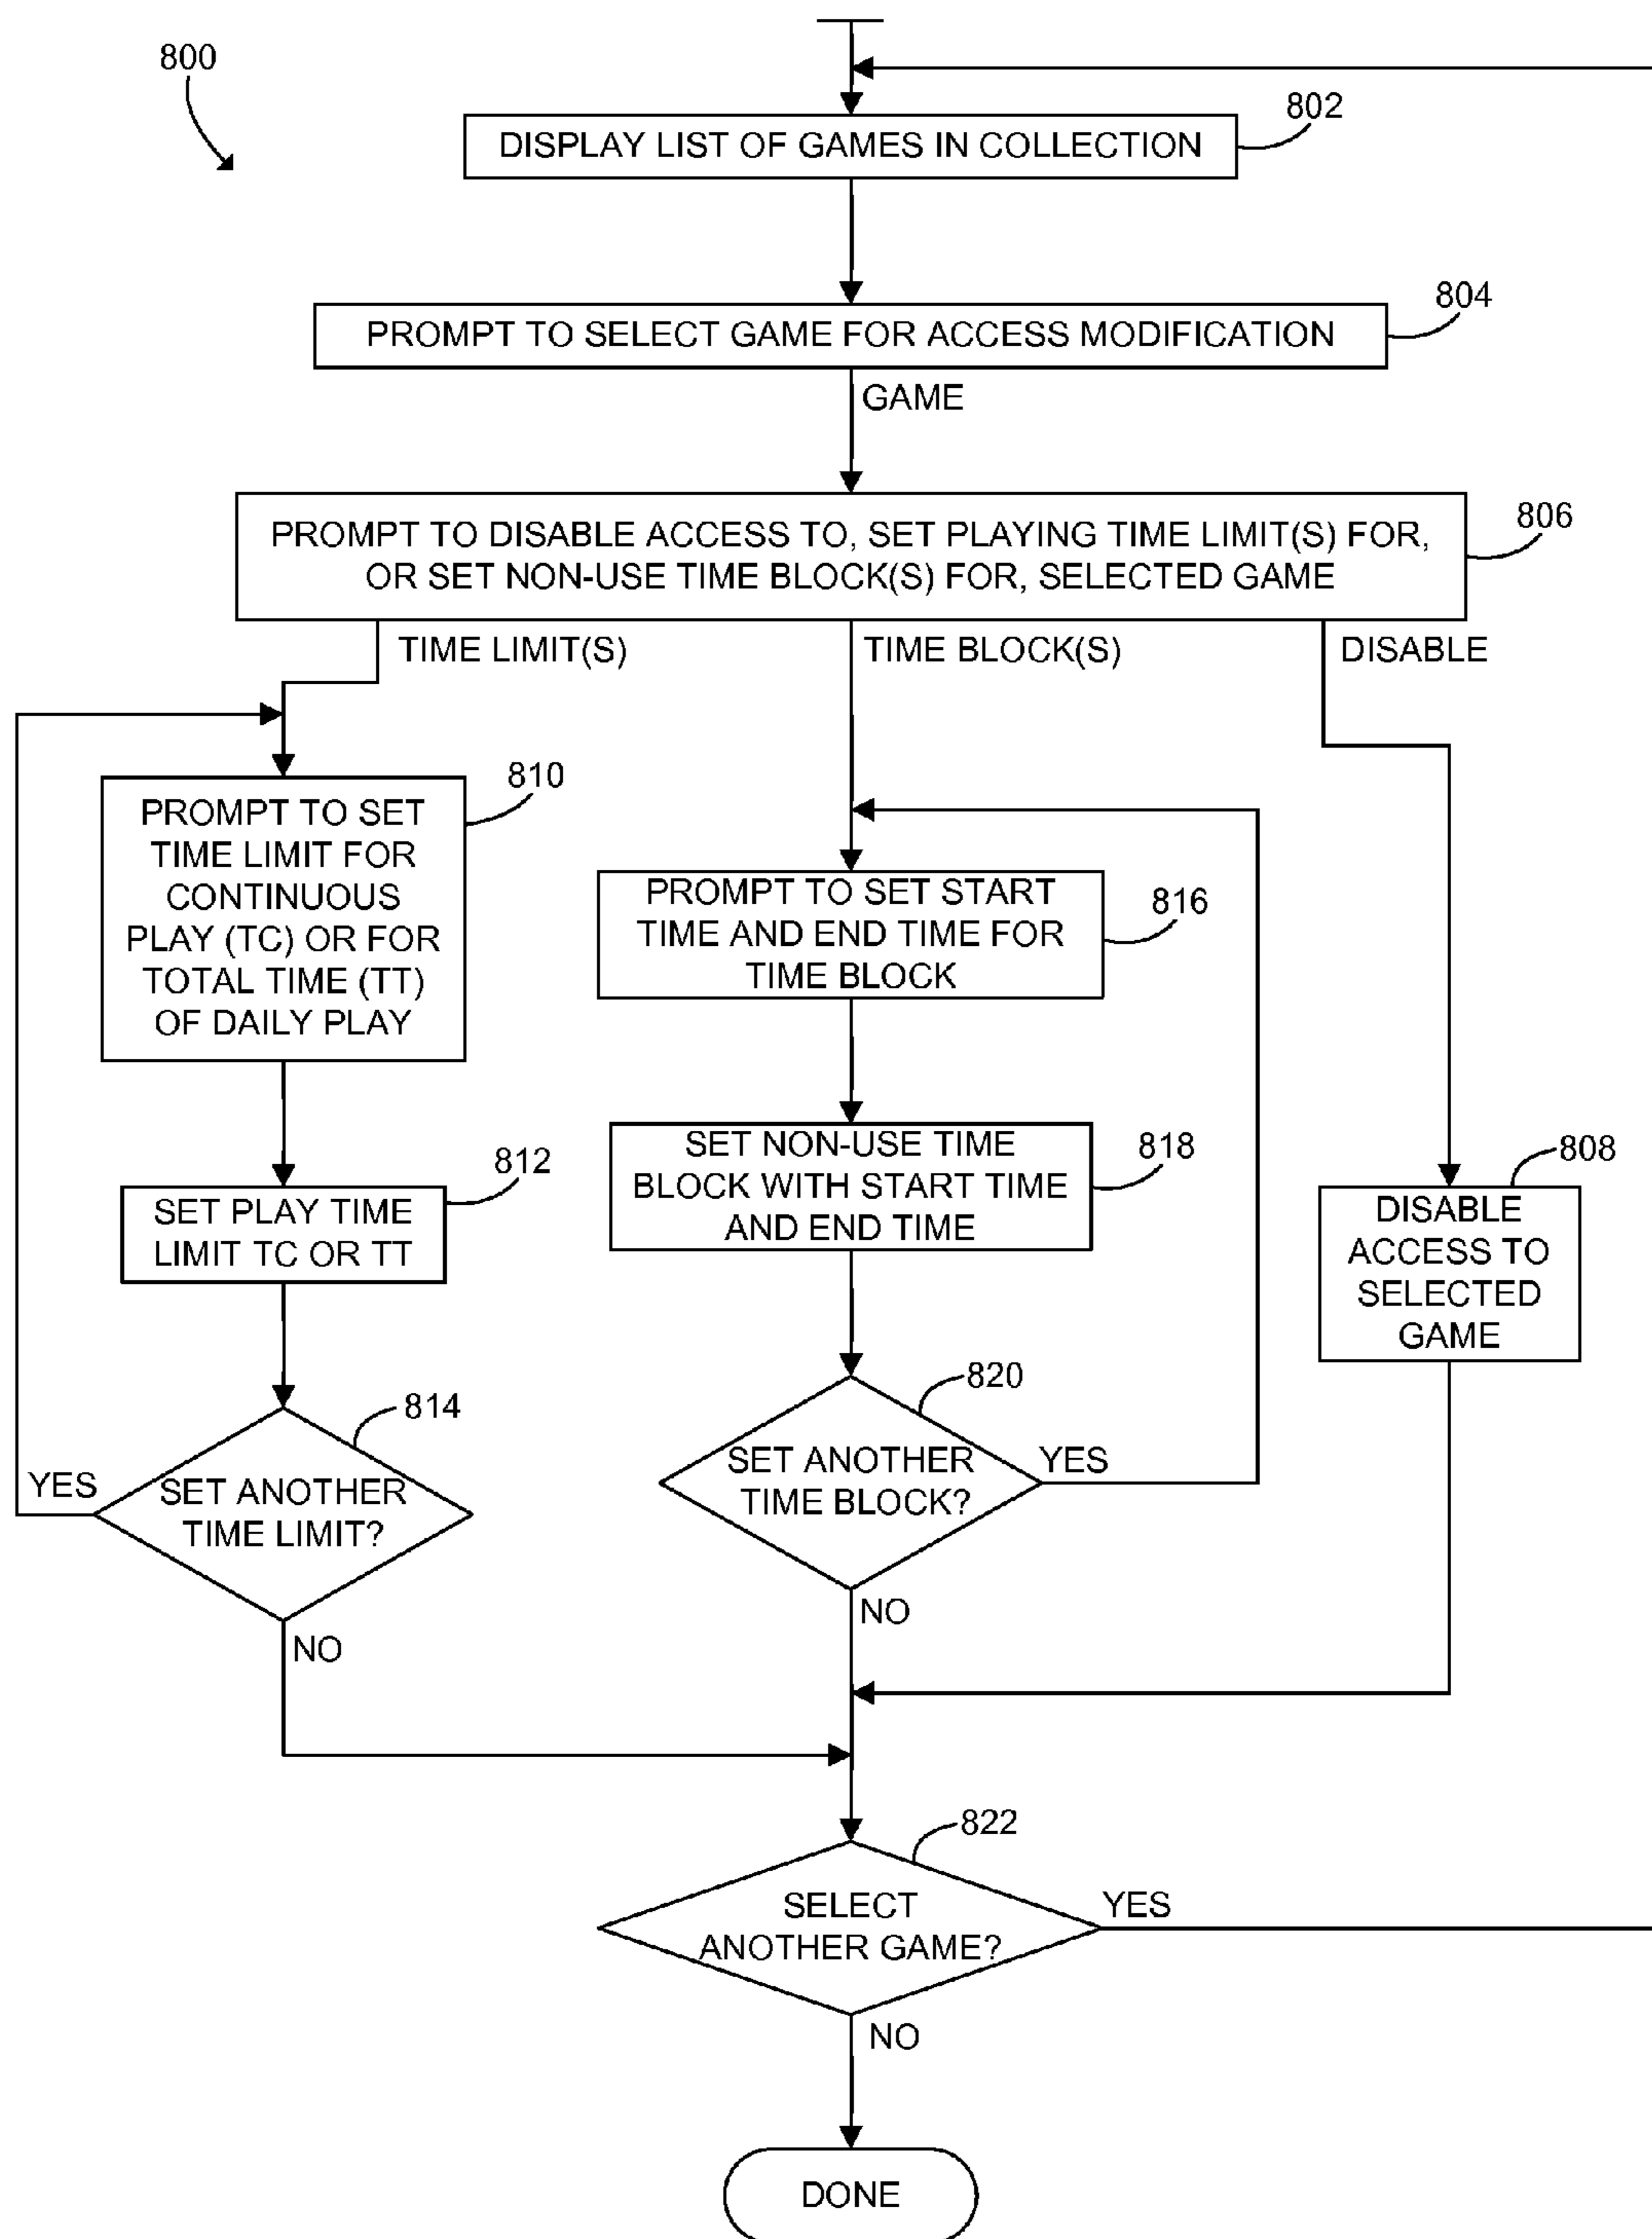 800
802
DISPLAY LIST OF GAMES IN COLLECTION
804
PROMPT TO SELECT GAME FOR ACCESS MODIFICATION
GAME
806
PROMPT TO DISABLE ACCESS TO, SET PLAYING TIME LIMIT(S) FOR,
OR SET NON-USE TIME BLOCK(S) FOR, SELECTED GAME
TIME LIMIT(S)
TIME BLOCK(S)
DISABLE
810
PROMPT TO SET
TIME LIMIT FOR
CONTINUOUS
PLAY (TC) OR FOR
TOTAL TIME (TT)
OF DAILY PLAY
816
PROMPT TO SET START
TIME AND END TIME FOR
TIME BLOCK
812
SET PLAY TIME
LIMIT TC OR TT
818
SET NON-USE TIME
BLOCK WITH START TIME
AND END TIME
808
DISABLE
ACCESS TO
SELECTED
GAME
814
SET ANOTHER
TIME LIMIT?
YES
NO
820
SET ANOTHER
TIME BLOCK?
YES
NO
822
SELECT
ANOTHER GAME?
YES
NO
DONE